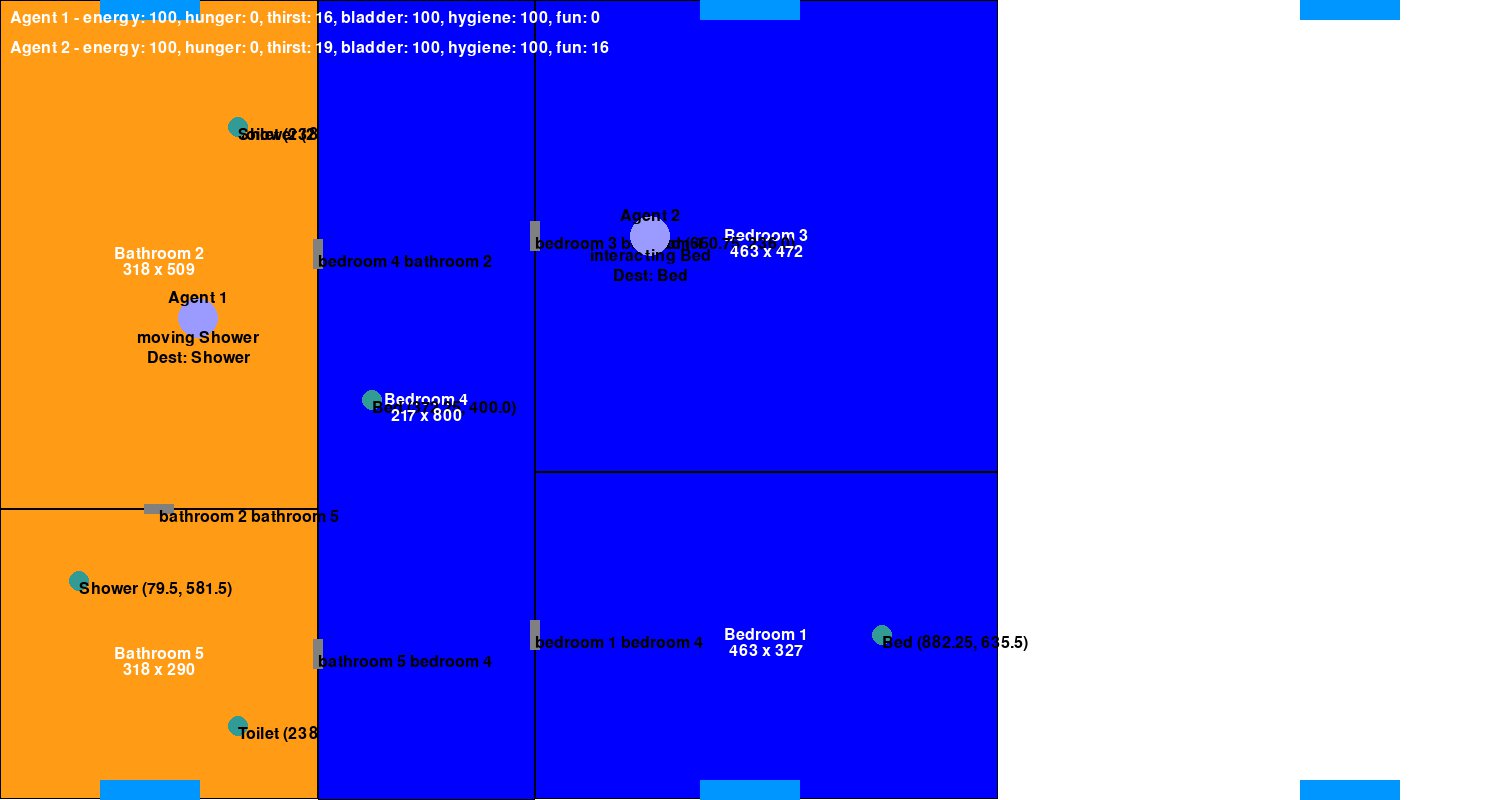 Agent 1 - energy: 100, hunger: 0, thirst: 16, bladder: 100, hygiene: 100, fun: 0
Agent 2 - energy: 100, hunger: 0, thirst: 19, bladder: 100, hygiene: 100, fun: 16
Agent 2
Bedroom 3
463 x 472
bedroom 3
interacting Bed
Dest: Bed
Bathroom 2
318 x 509
bedroom 4 bathroom 2
Agent 1
moving Shower
Dest: Shower
Bedroom 4
217 x 800
400.0)
bathroom 2 bathroom 5
Shower (79.5, 581.5)
Bedroom 1
463 x 327
bedroom 1 bedroom 4
Bed (882.25, 635.5)
Bathroom 5
318 x 290
bathroom 5 bedroom 4
Toilet (238